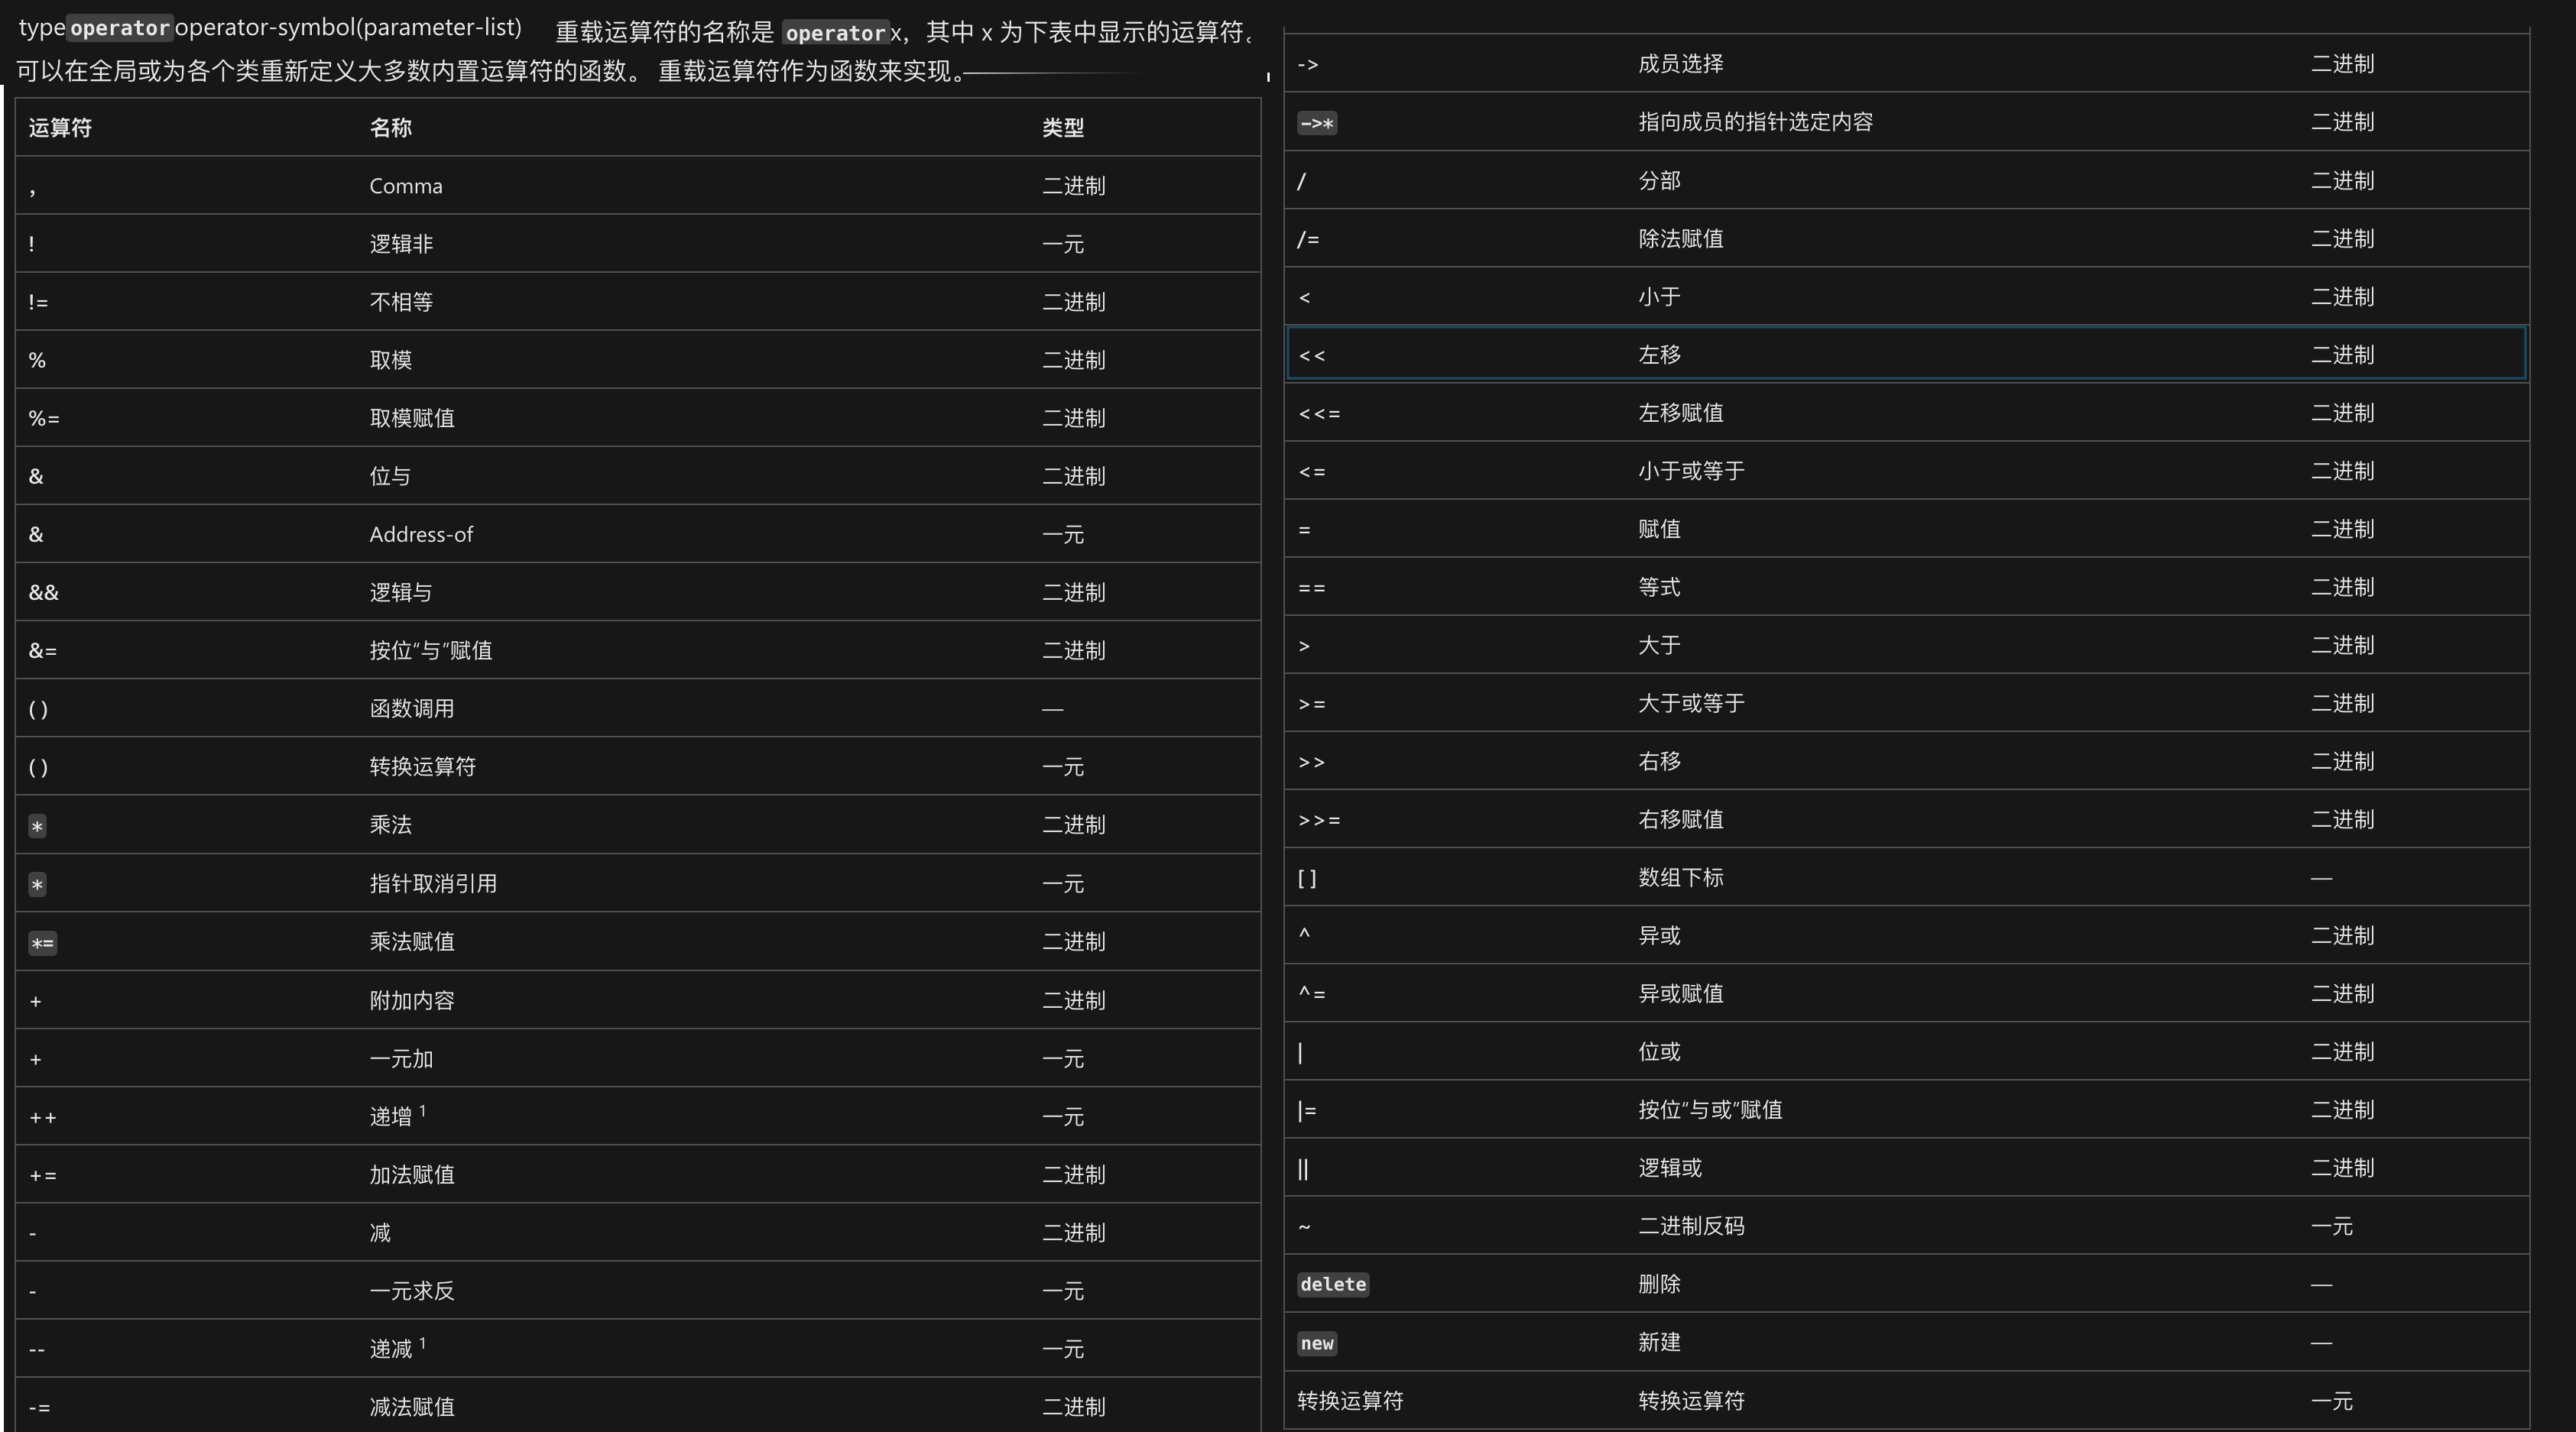 typeoperatoroperator-symbol(parameter-list) 重载运算符的名称是 operatorx，其中 x 为下表中显示的运算符。
可以在全局或为各个类重新定义大多数内置运算符的函数。 重载运算符作为函数来实现。
运算符 名称 类型
, Comma 二进制
! 逻辑非 一元
!= 不相等 二进制
% 取模 二进制
%= 取模赋值 二进制
& 位与 二进制
& Address-of 一元
&& 逻辑与 二进制
&= 按位“与”赋值 二进制
( ) 函数调用 —
( ) 转换运算符 一元
* 乘法 二进制
* 指针取消引用 一元
*= 乘法赋值 二进制
+ 附加内容 二进制
+ 一元加 一元
++ 递增 1 一元
+= 加法赋值 二进制
- 减 二进制
- 一元求反 一元
-- 递减 1 一元
-= 减法赋值 二进制
-> 成员选择 二进制
->* 指向成员的指针选定内容 二进制
/ 分部 二进制
/= 除法赋值 二进制
< 小于 二进制
<< 左移 二进制
<<= 左移赋值 二进制
<= 小于或等于 二进制
= 赋值 二进制
== 等式 二进制
> 大于 二进制
>= 大于或等于 二进制
>> 右移 二进制
>>= 右移赋值 二进制
[ ] 数组下标 —
^ 异或 二进制
^= 异或赋值 二进制
| 位或 二进制
|= 按位“与或”赋值 二进制
|| 逻辑或 二进制
~ 二进制反码 一元
delete 删除 —
new 新建 —
转换运算符 转换运算符 一元